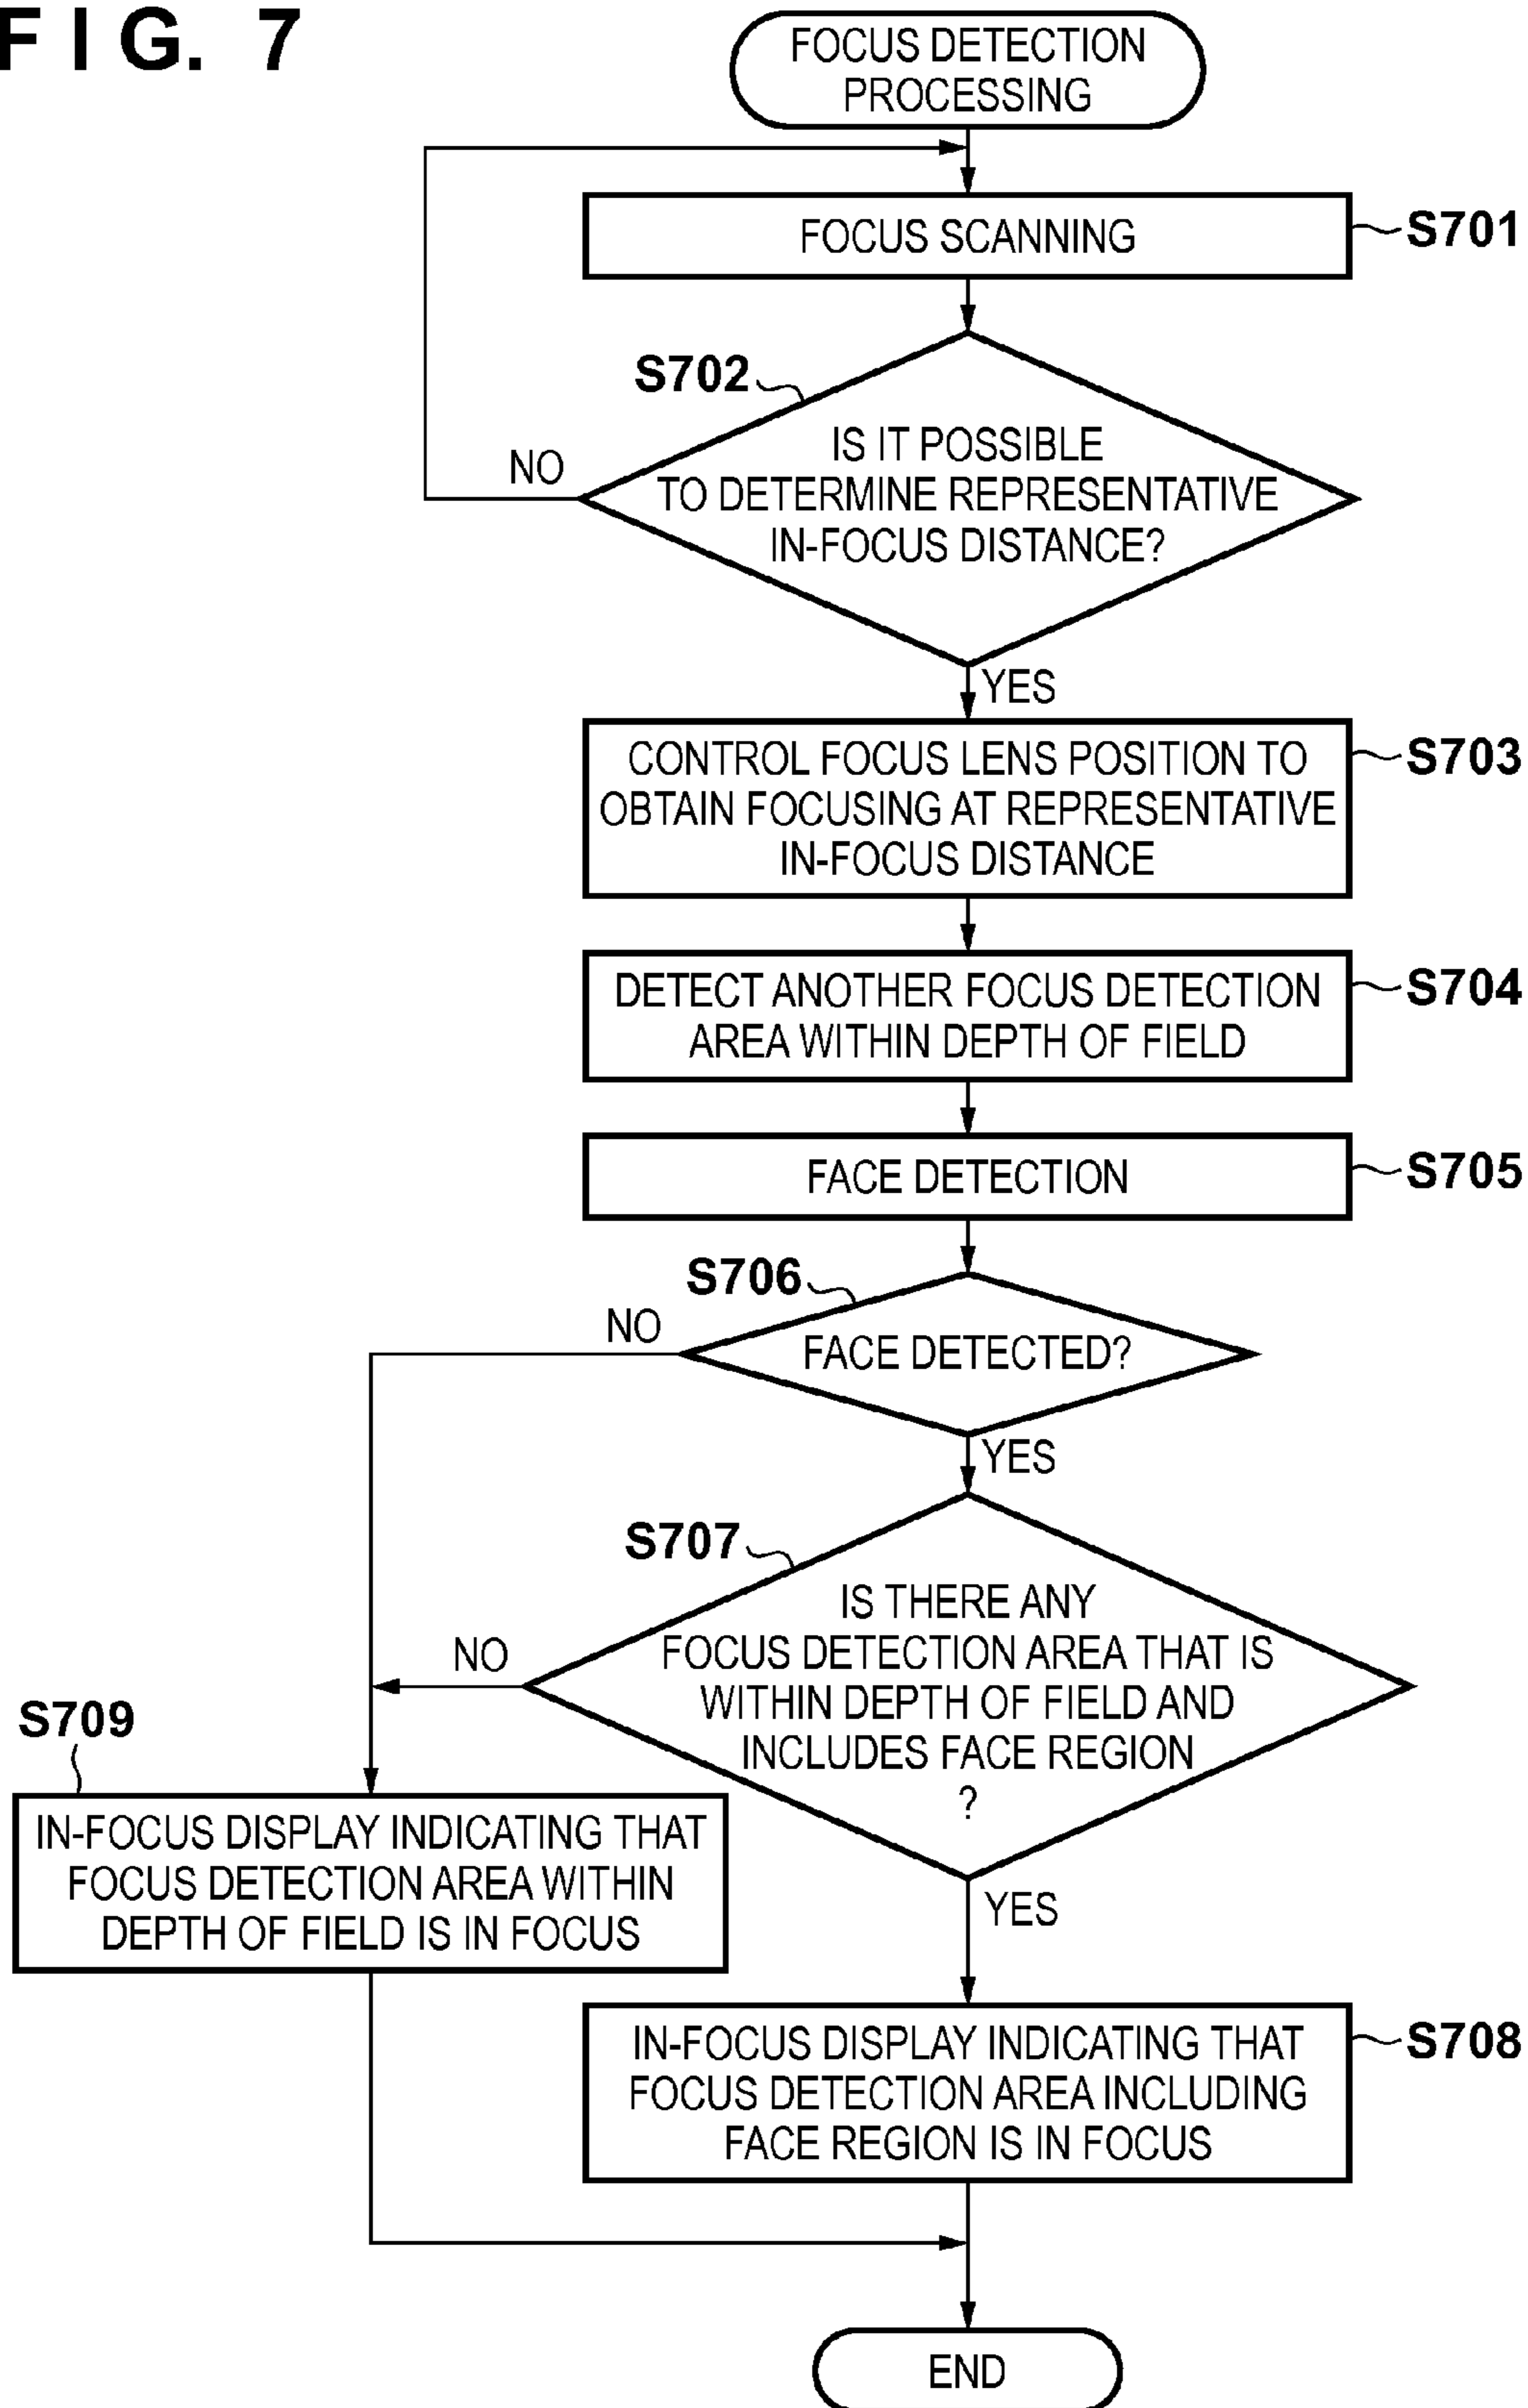 FIG. 7
FOCUS DETECTION
PROCESSING
FOCUS SCANNING
S701
S702
IS IT POSSIBLE
TO DETERMINE REPRESENTATIVE
IN-FOCUS DISTANCE?
NO
YES
CONTROL FOCUS LENS POSITION TO
OBTAIN FOCUSING AT REPRESENTATIVE
IN-FOCUS DISTANCE
S703
DETECT ANOTHER FOCUS DETECTION
AREA WITHIN DEPTH OF FIELD
S704
FACE DETECTION
S705
S706
NO
FACE DETECTED?
YES
S707
IS THERE ANY
FOCUS DETECTION AREA THAT IS
WITHIN DEPTH OF FIELD AND
INCLUDES FACE REGION
?
NO
YES
S709
IN-FOCUS DISPLAY INDICATING THAT
FOCUS DETECTION AREA WITHIN
DEPTH OF FIELD IS IN FOCUS
IN-FOCUS DISPLAY INDICATING THAT
FOCUS DETECTION AREA INCLUDING
FACE REGION IS IN FOCUS
S708
END